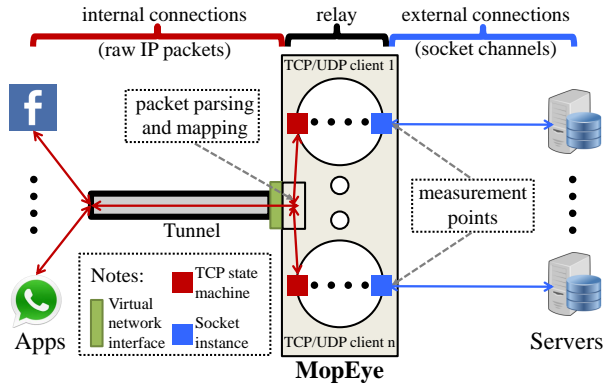 internal connections
(raw IP packets)
relay
external connections
(socket channels)
TCP/UDP client 1
packet parsing
and mapping
measurement
points
Tunnel
Notes:
TCP state
machine
Virtual
network
interface
Socket
instance
Apps
TCP/UDP client n
Servers
MopEye